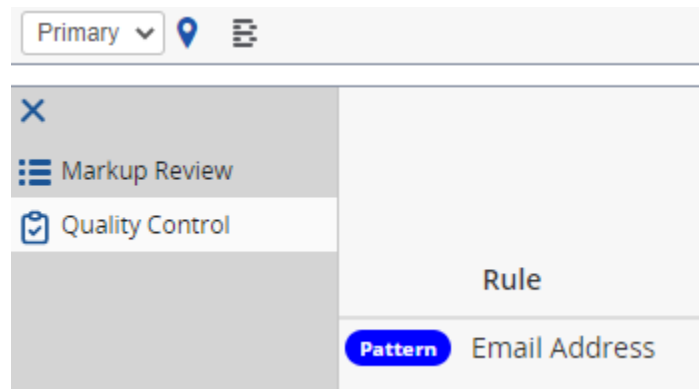 Primary
Markup Review
Quality Control
Rule
Pattern Email Address